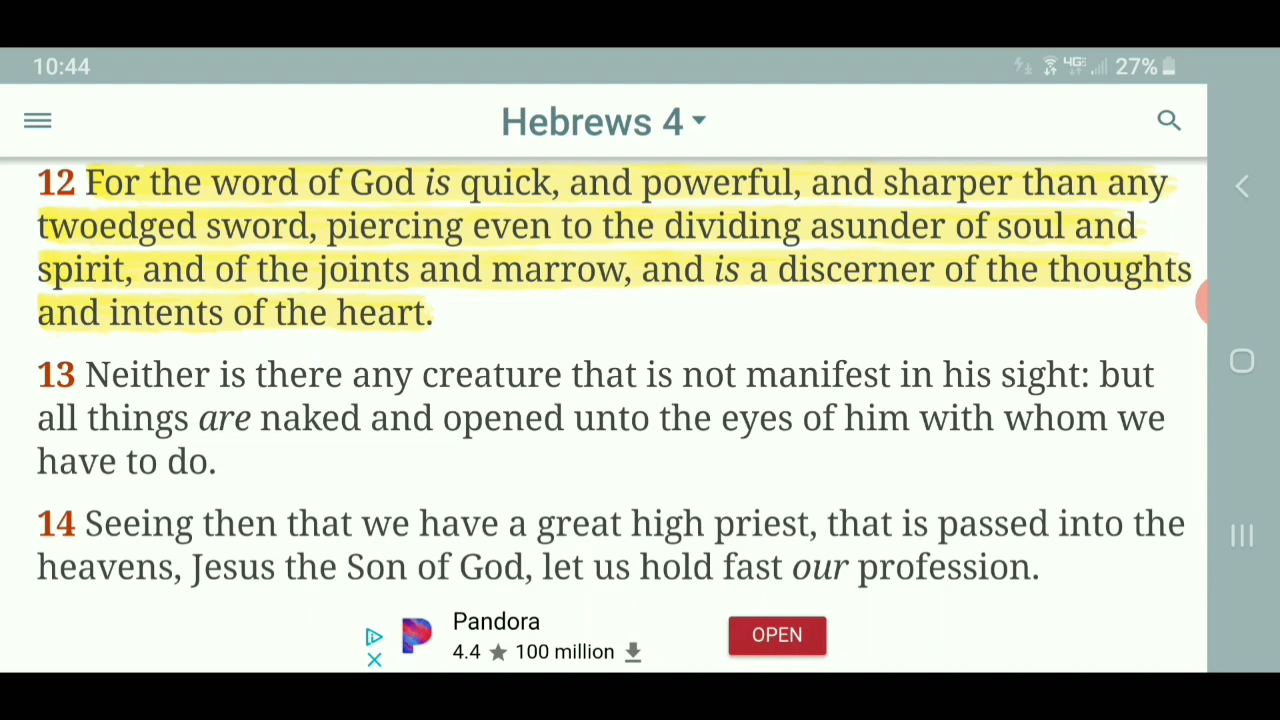 10:44
4G 27%
Hebrews 4
12 For the word of God is quick, and powerful, and sharper than any
twoedged sword, piercing even to the dividing asunder of soul and
spirit, and of the joints and marrow, and is a discerner of the thoughts
and intents of the heart.
13 Neither is there any creature that is not manifest in his sight: but
all things are naked and opened unto the eyes of him with whom we
have to do.
14 Seeing then that we have a great high priest, that is passed into the
heavens, Jesus the Son of God, let us hold fast our profession.
Pandora
4.4 ★ 100 million
OPEN